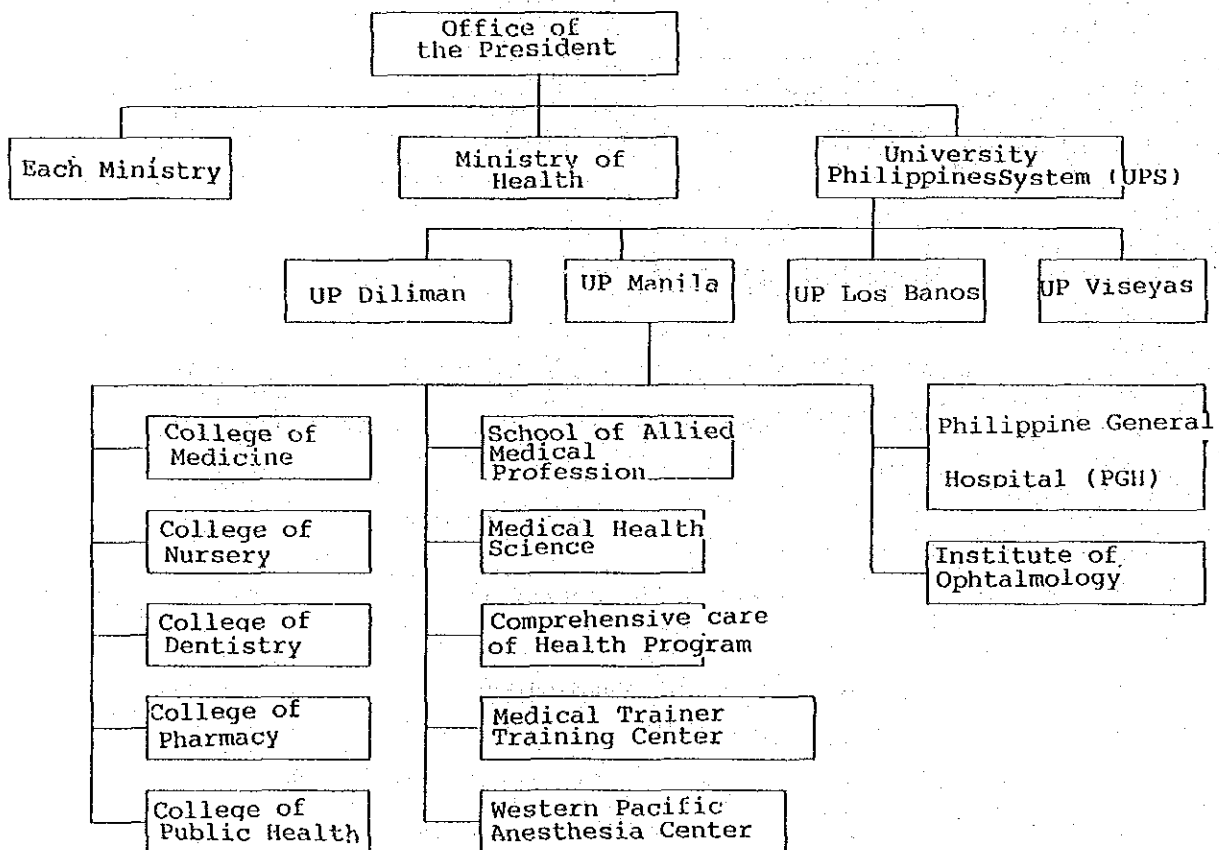 Office of
the President
Each Ministry
Ministry of
Health
University
PhilippinesSystem (UPS)
UP Diliman
UP Manila
UP Los Banos
UP Viseyas
College of
Medicine
College of
Nursery
College of
Dentistry
College of
Pharmacy
College of
Public Health
School of Allied
Medical
Profession
Medical Health
Science
Comprehensive care
of Health Program
Medical Trainer
Training Center
Western Pacific
Anesthesia Center
Philippine General
Hospital (PGH)
Institute of
Ophtalmology